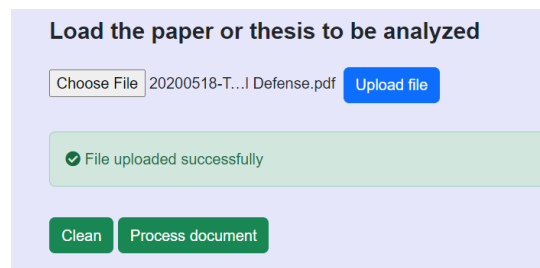 Load the paper or thesis to be analyzed
Choose File 20200518-T...l Defense.pdf Upload file
File uploaded successfully
Clean Process document